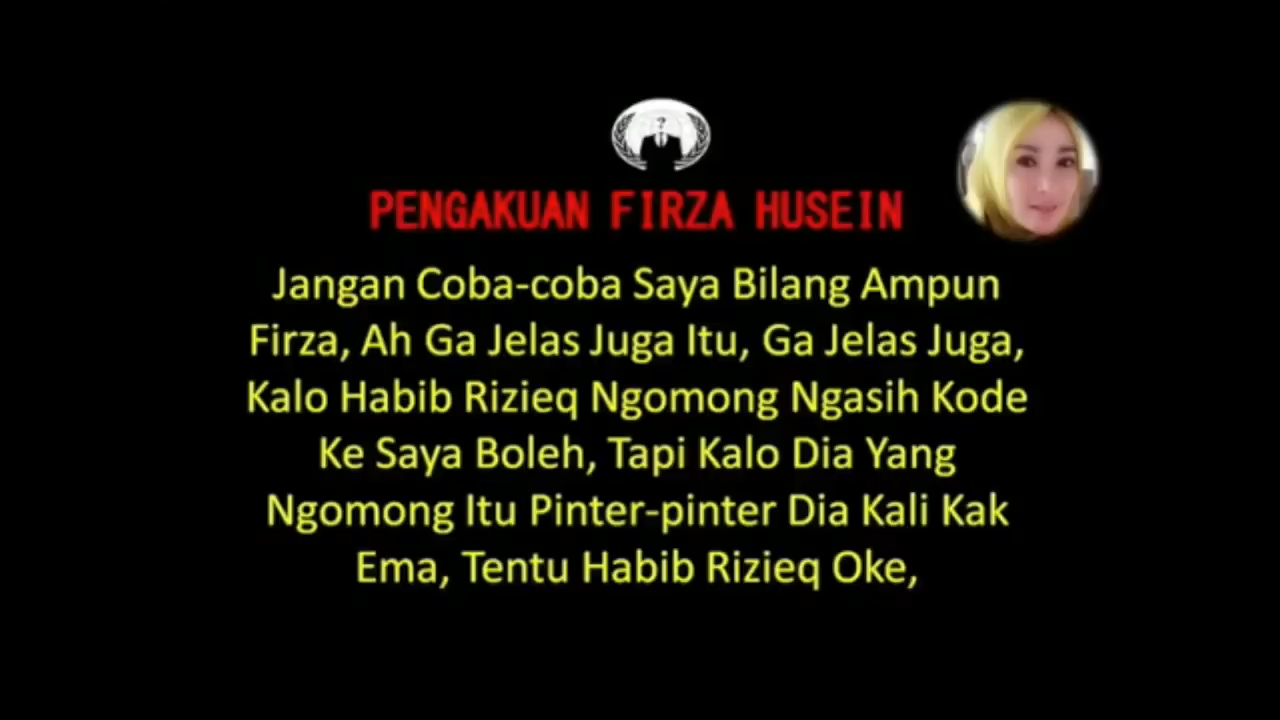 PENGAKUAN FIRZA HUSEIN
Jangan Coba-coba Saya Bilang Ampun
Firza, Ah Ga Jelas Juga Itu, Ga Jelas Juga,
Kalo Habib Rizieq Ngomong Ngasih Kode
Ke Saya Boleh, Tapi Kalo Dia Yang
Ngomong Itu Pinter-pinter Dia Kali Kak
Ema, Tentu Habib Rizieq Oke,